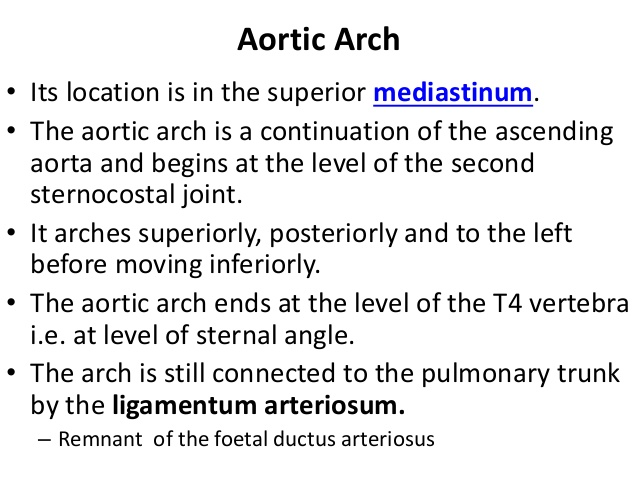 Aortic Arch
• Its location is in the superior mediastinum.
• The aortic arch is a continuation of the ascending
aorta and begins at the level of the second
sternocostal joint.
• It arches superiorly, posteriorly and to the left
before moving inferiorly.
• The aortic arch ends at the level of the T4 vertebra
i.e. at level of sternal angle.
• The arch is still connected to the pulmonary trunk
by the ligamentum arteriosum.
– Remnant of the foetal ductus arteriosus